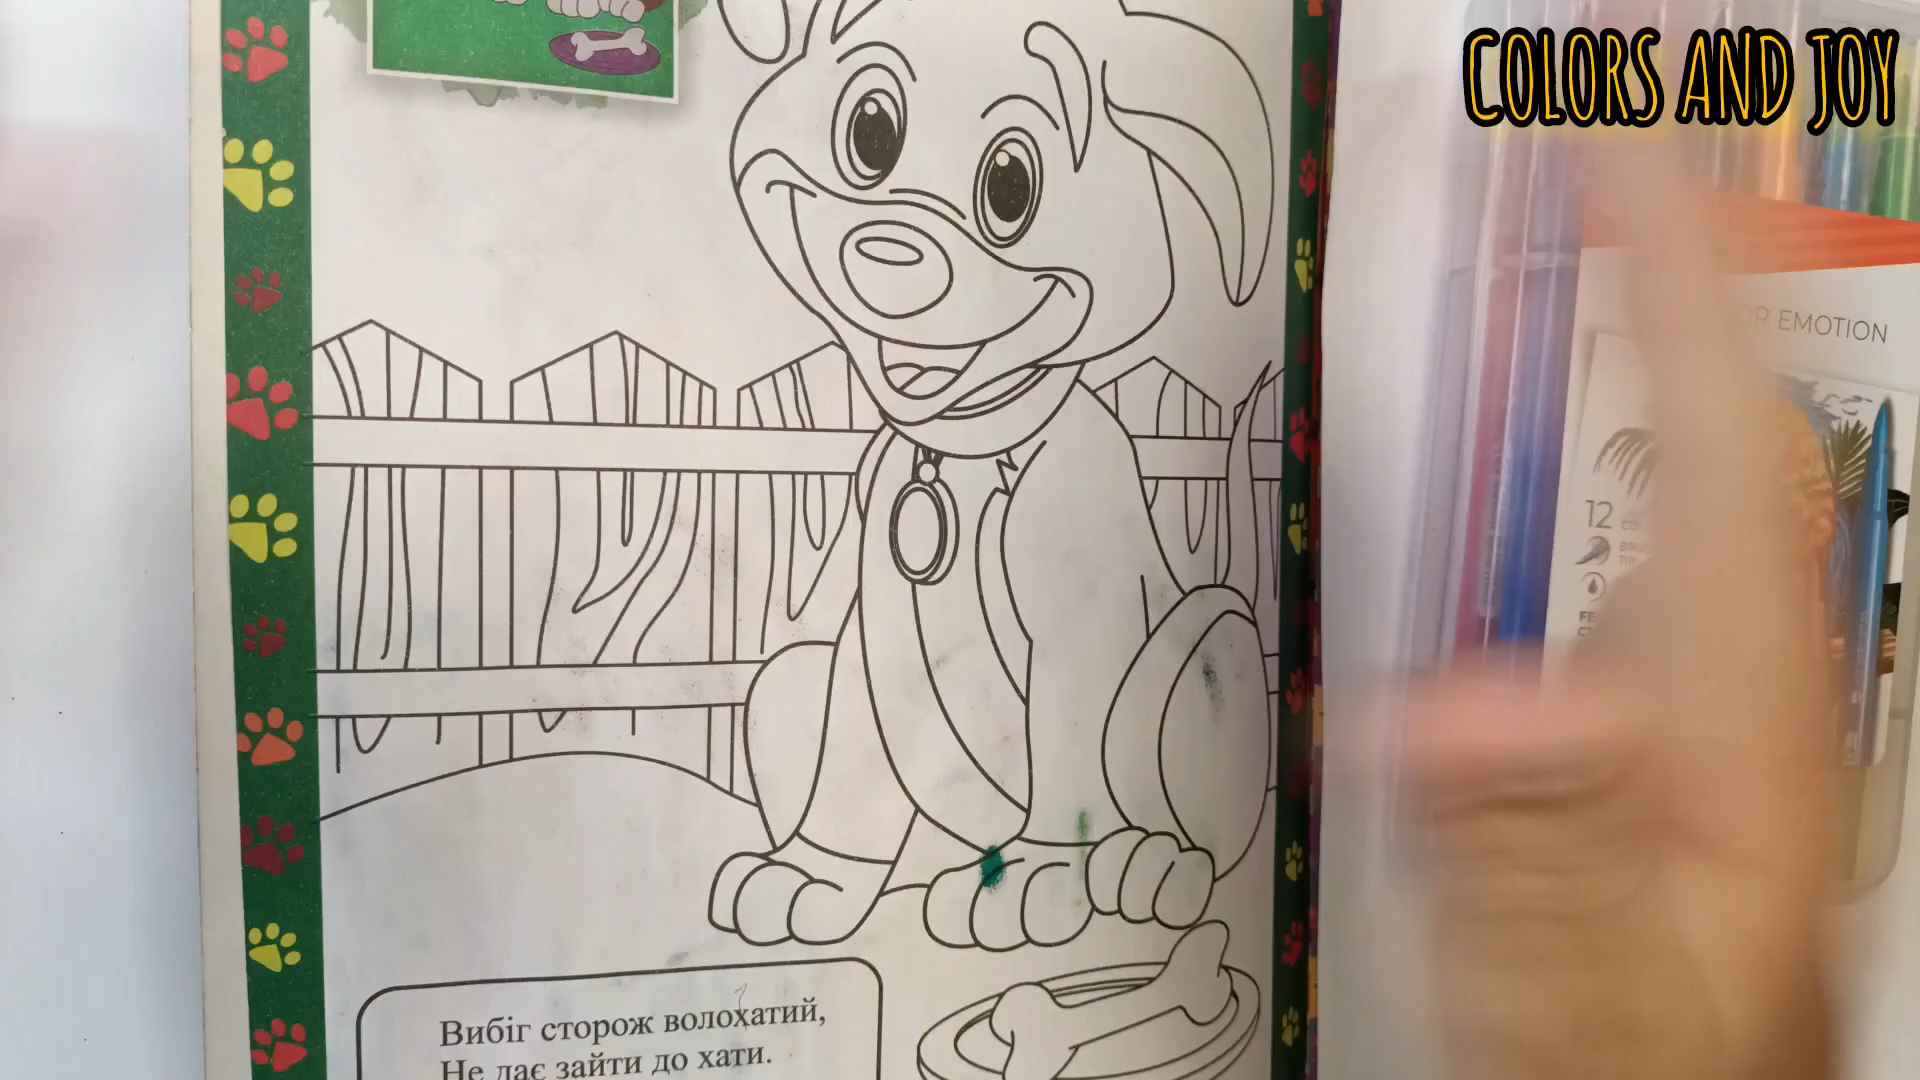 COLORS AND JOY
EMOTION
12
Вибіг сторож волохатий,
Не дає зайти до хати.